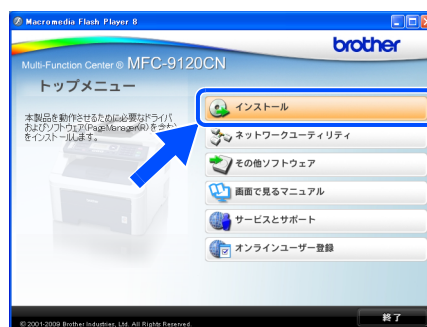 Macromedia Flash Player 8
brother
Multi-Function Center ® MFC-9120CN
トップメニュー
本製品を動作させるために必要なドライバ
およびソフトウェア(PageManager(R)を含む)
をインストールします。
インストール
ネットワークユーティリティ
その他ソフトウェア
画面で見るマニュアル
サービスとサポート
オンラインユーザー登録
© 2001-2009 Brother Industries, Ltd. All Rights Reserved.
終了